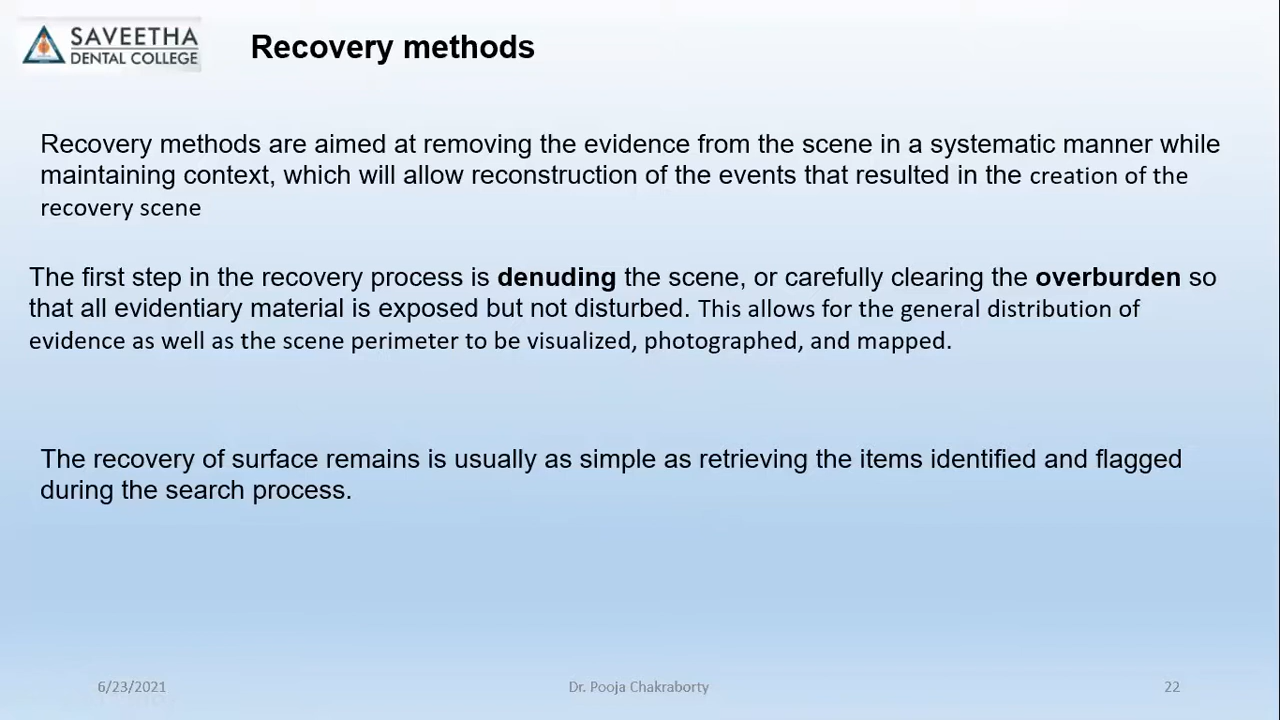 SAVEETHA
DENTAL COLLEGE
Recovery methods
Recovery methods are aimed at removing the evidence from the scene in a systematic manner while
maintaining context, which will allow reconstruction of the events that resulted in the creation of the
recovery scene
The first step in the recovery process is denuding the scene, or carefully clearing the overburden so
that all evidentiary material is exposed but not disturbed. This allows for the general distribution of
evidence as well as the scene perimeter to be visualized, photographed, and mapped.
The recovery of surface remains is usually as simple as retrieving the items identified and flagged
during the search process.
6/23/2021
Dr. Pooja Chakraborty
22